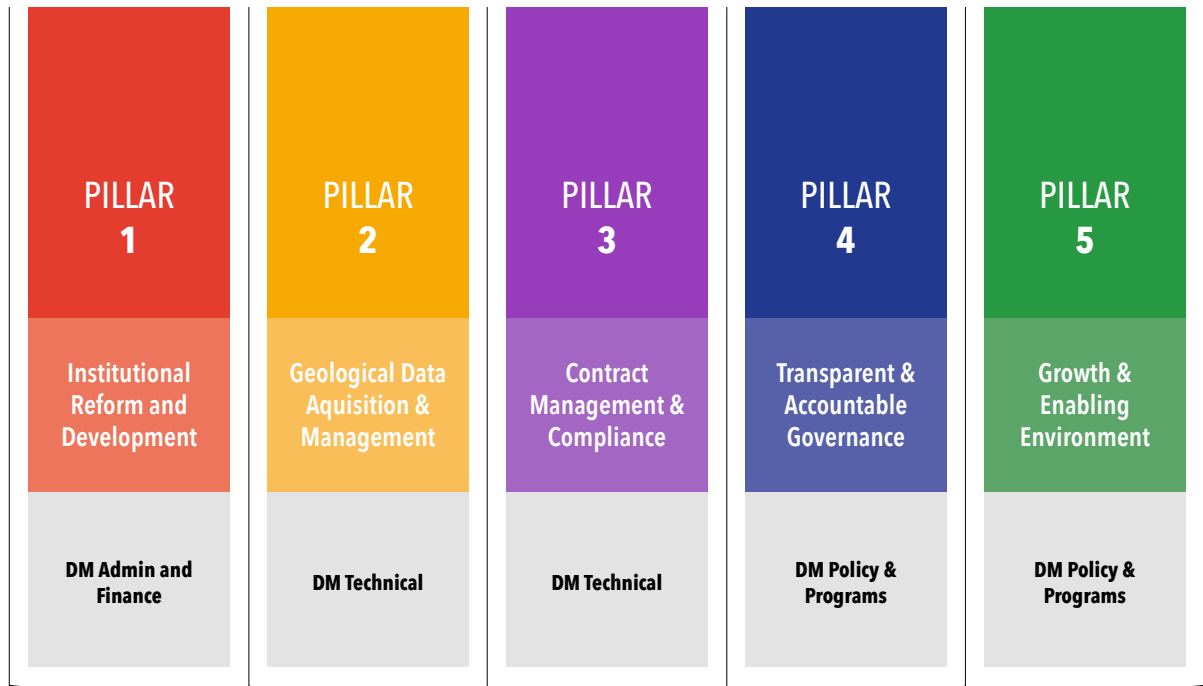 PILLAR
1
Institutional
Reform and
Development
DM Admin and
Finance
PILLAR
2
Geological Data
Aquisition &
Management
DM Technical
PILLAR
3
Contract
Management &
Compliance
DM Technical
PILLAR
4
Transparent &
Accountable
Governance
DM Policy &
Programs
PILLAR
5
Growth &
Enabling
Environment
DM Policy &
Programs